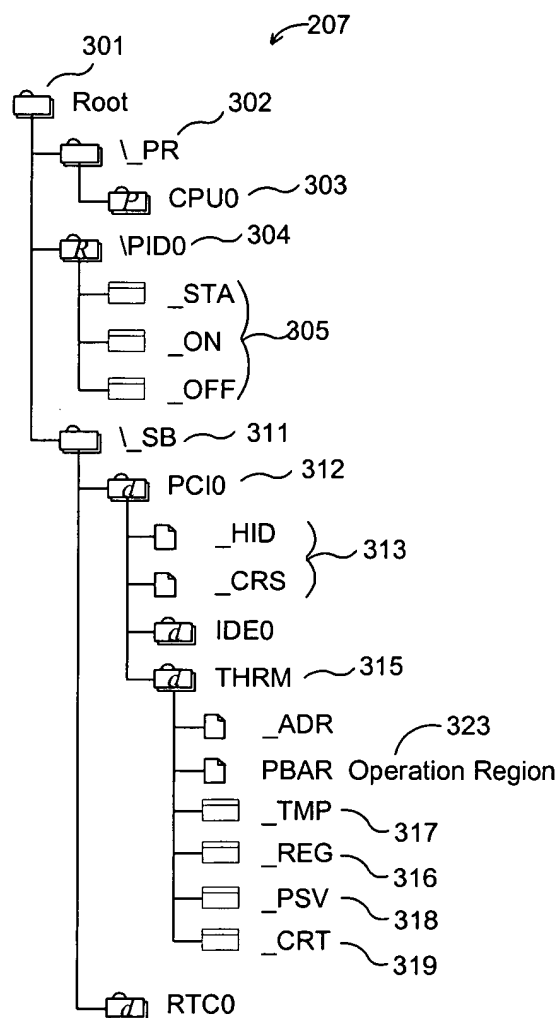 207
301
Root
\_PR 302
P CPU0 303
R \PID0 304
_STA
_ON 305
_OFF
\_SB 311
d PCI0 312
_HID
313
_CRS
d IDE0
d THRM 315
_ADR
323
PBAR Operation Region
_TMP 317
_REG 316
_PSV 318
_CRT 319
d RTC0